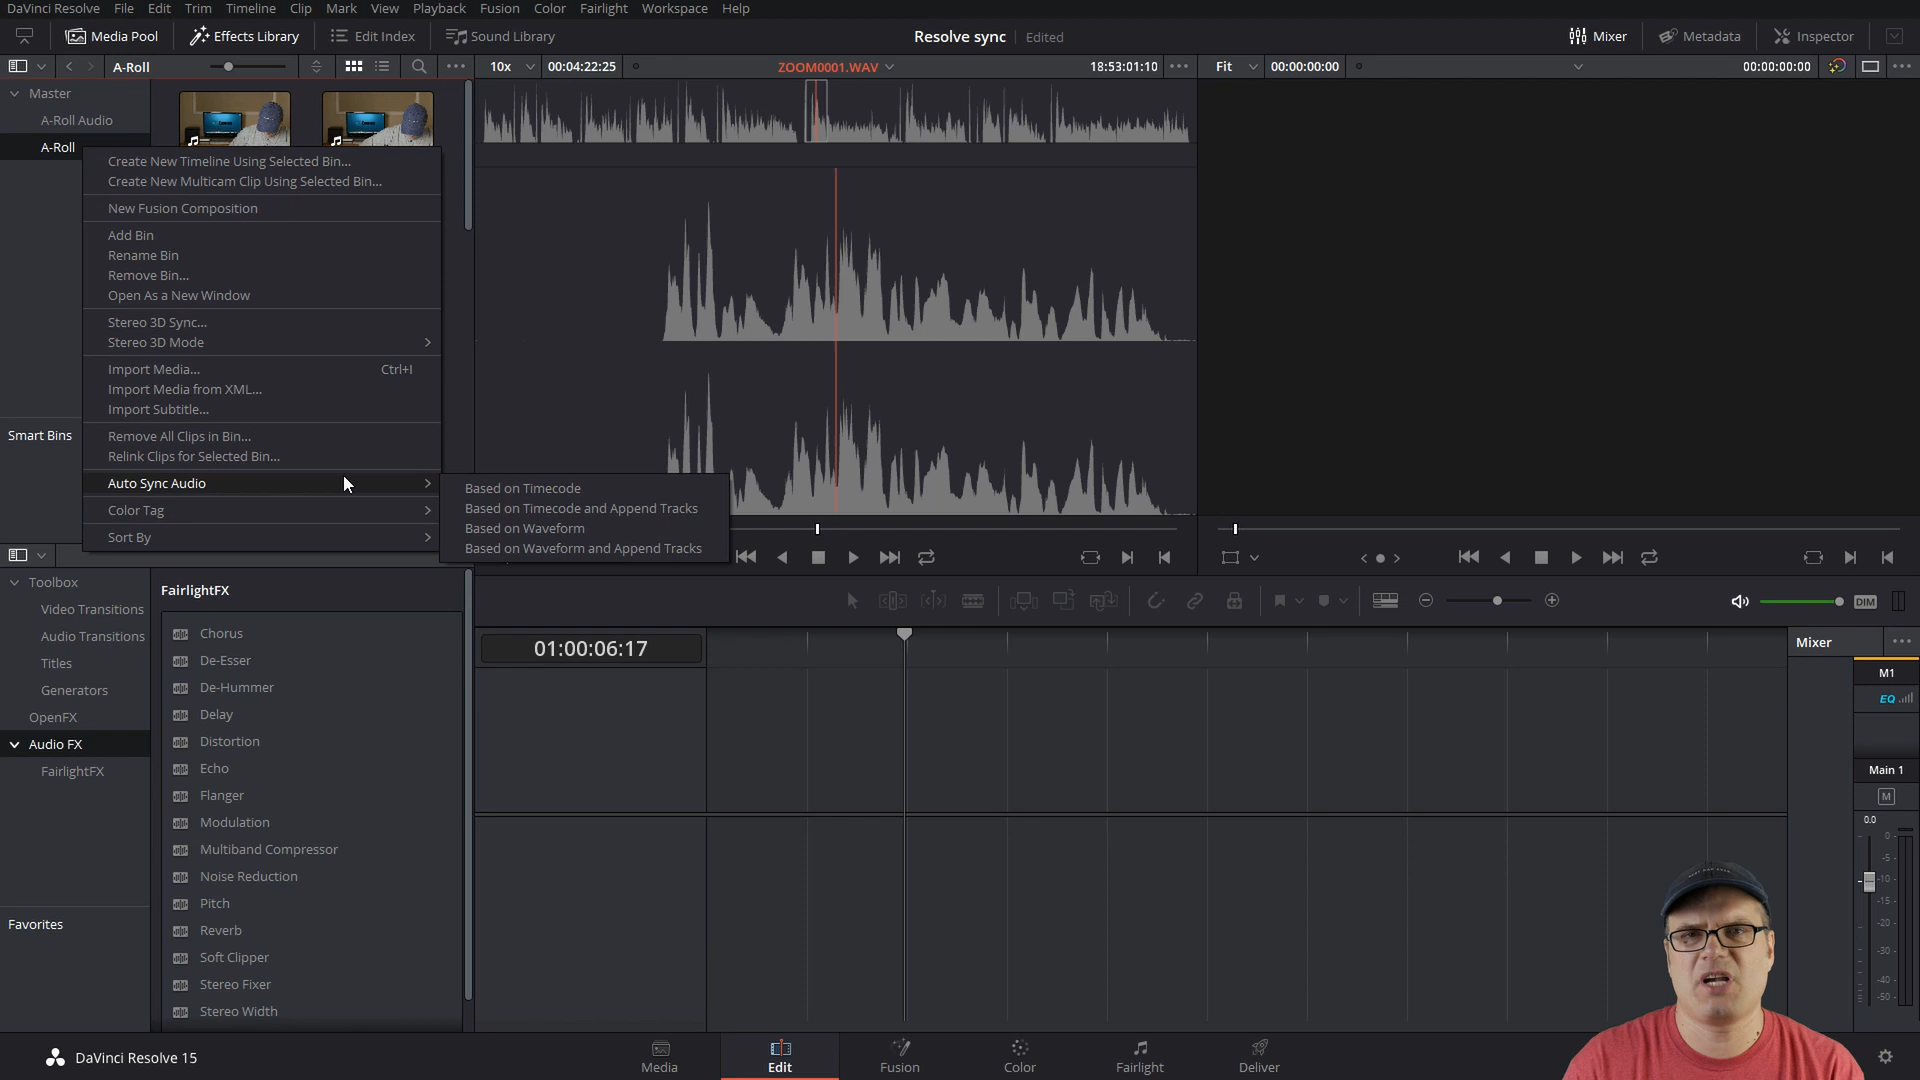 DaVinci Resolve File Edit Trim Timeline Clip Mark View Playback Fusion Color Fairlight Workspace Help
Media Pool Effects Library Edit Index Sound Library Resolve sync Edited Mixer Metadata Inspector
A-Roll 10x 00:04:22:25 ZOOM0001.WAV 18:53:01:10 Fit 00:00:00:00 00:00:00:00
Master
A-Roll Audio
A-Roll
Create New Timeline Using Selected Bin...
Create New Multicam Clip Using Selected Bin...
New Fusion Composition
Add Bin
Rename Bin
Remove Bin...
Open As a New Window
Stereo 3D Sync...
Stereo 3D Mode
Import Media... Ctrl+I
Import Media from XML...
Import Subtitle...
Smart Bins
Remove All Clips in Bin...
Relink Clips for Selected Bin...
Auto Sync Audio
Color Tag
Sort By
Based on Timecode
Based on Timecode and Append Tracks
Based on Waveform
Based on Waveform and Append Tracks
Toolbox
Video Transitions
Audio Transitions
Titles
Generators
OpenFX
Audio FX
FairlightFX
Favorites
FairlightFX
Chorus
De-Esser
De-Hummer
Delay
Distortion
Echo
Flanger
Modulation
Multiband Compressor
Noise Reduction
Pitch
Reverb
Soft Clipper
Stereo Fixer
Stereo Width
DIM
01:00:06:17
Mixer
M1
EQ
Main 1
M
0.0
0
-5
-10
-15
-20
-30
-40
-50
DaVinci Resolve 15
Media Edit Fusion Color Fairlight Deliver